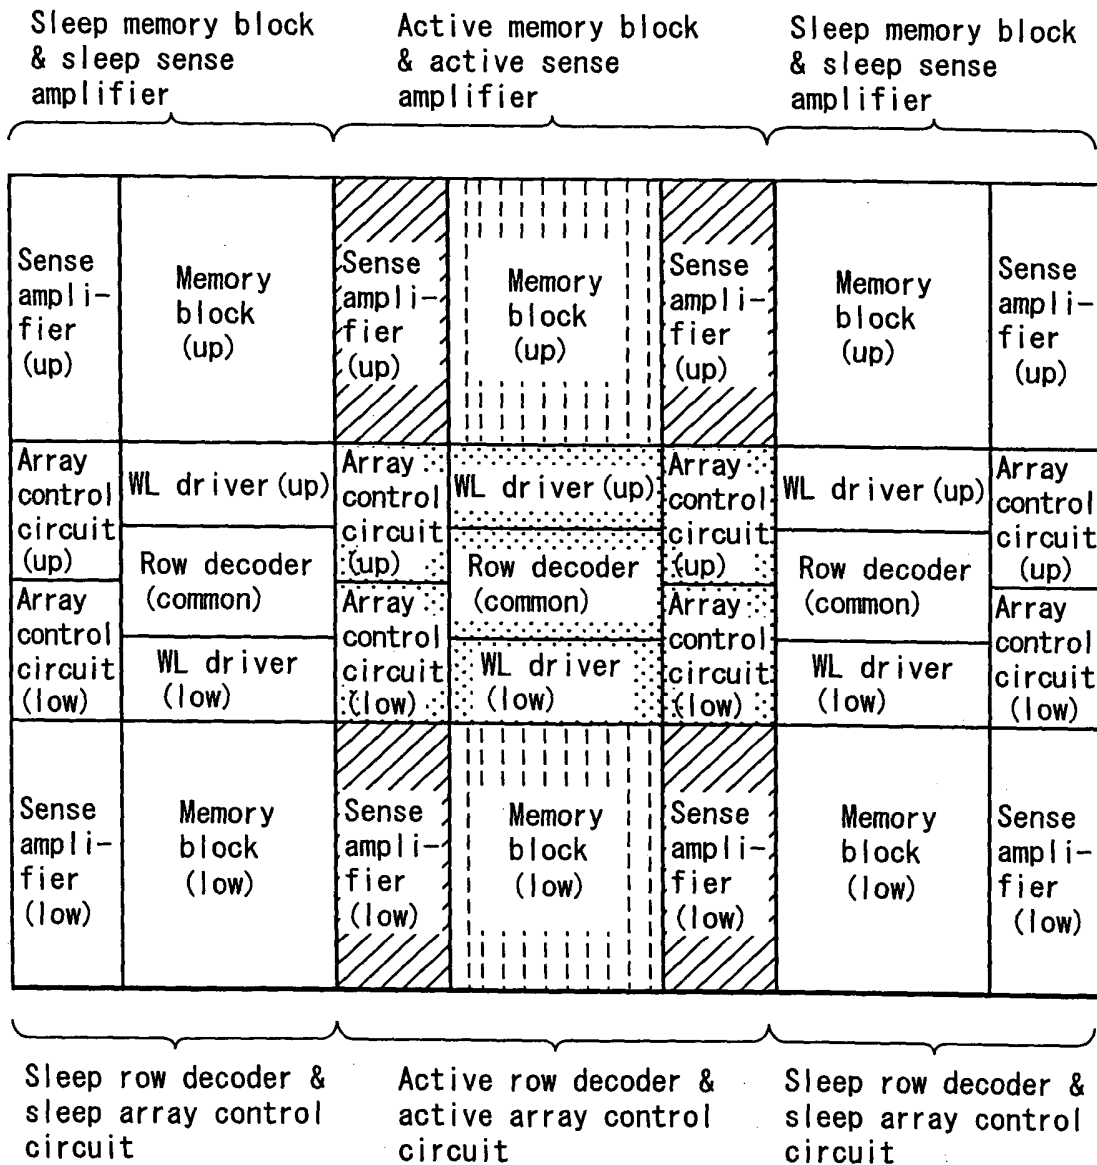 Sleep memory block
& sleep sense
amplifier
Active memory block
& active sense
amplifier
Sleep memory block
& sleep sense
amplifier
Sense
ampli-
fier
(up)
Memory
block
(up)
Sense
ampli-
fier
(up)
Memory
block
(up)
Sense
ampli-
fier
(up)
Memory
block
(up)
Sense
ampli-
fier
(up)
Array
control
circuit
(up)
WL driver(up)
Array
control
circuit
(up)
WL driver(up)
Array
control
circuit
(up)
WL driver(up)
Array
control
circuit
(up)
Row decoder
(common)
Row decoder
(common)
Row decoder
(common)
Array
control
circuit
(low)
WL driver
(low)
Array
control
circuit
(low)
WL driver
(low)
Array
control
circuit
(low)
WL driver
(low)
Array
control
circuit
(low)
Sense
ampli-
fier
(low)
Memory
block
(low)
Sense
ampli-
fier
(low)
Memory
block
(low)
Sense
ampli-
fier
(low)
Memory
block
(low)
Sense
ampli-
fier
(low)
Sleep row decoder &
sleep array control
circuit
Active row decoder &
active array control
circuit
Sleep row decoder &
sleep array control
circuit